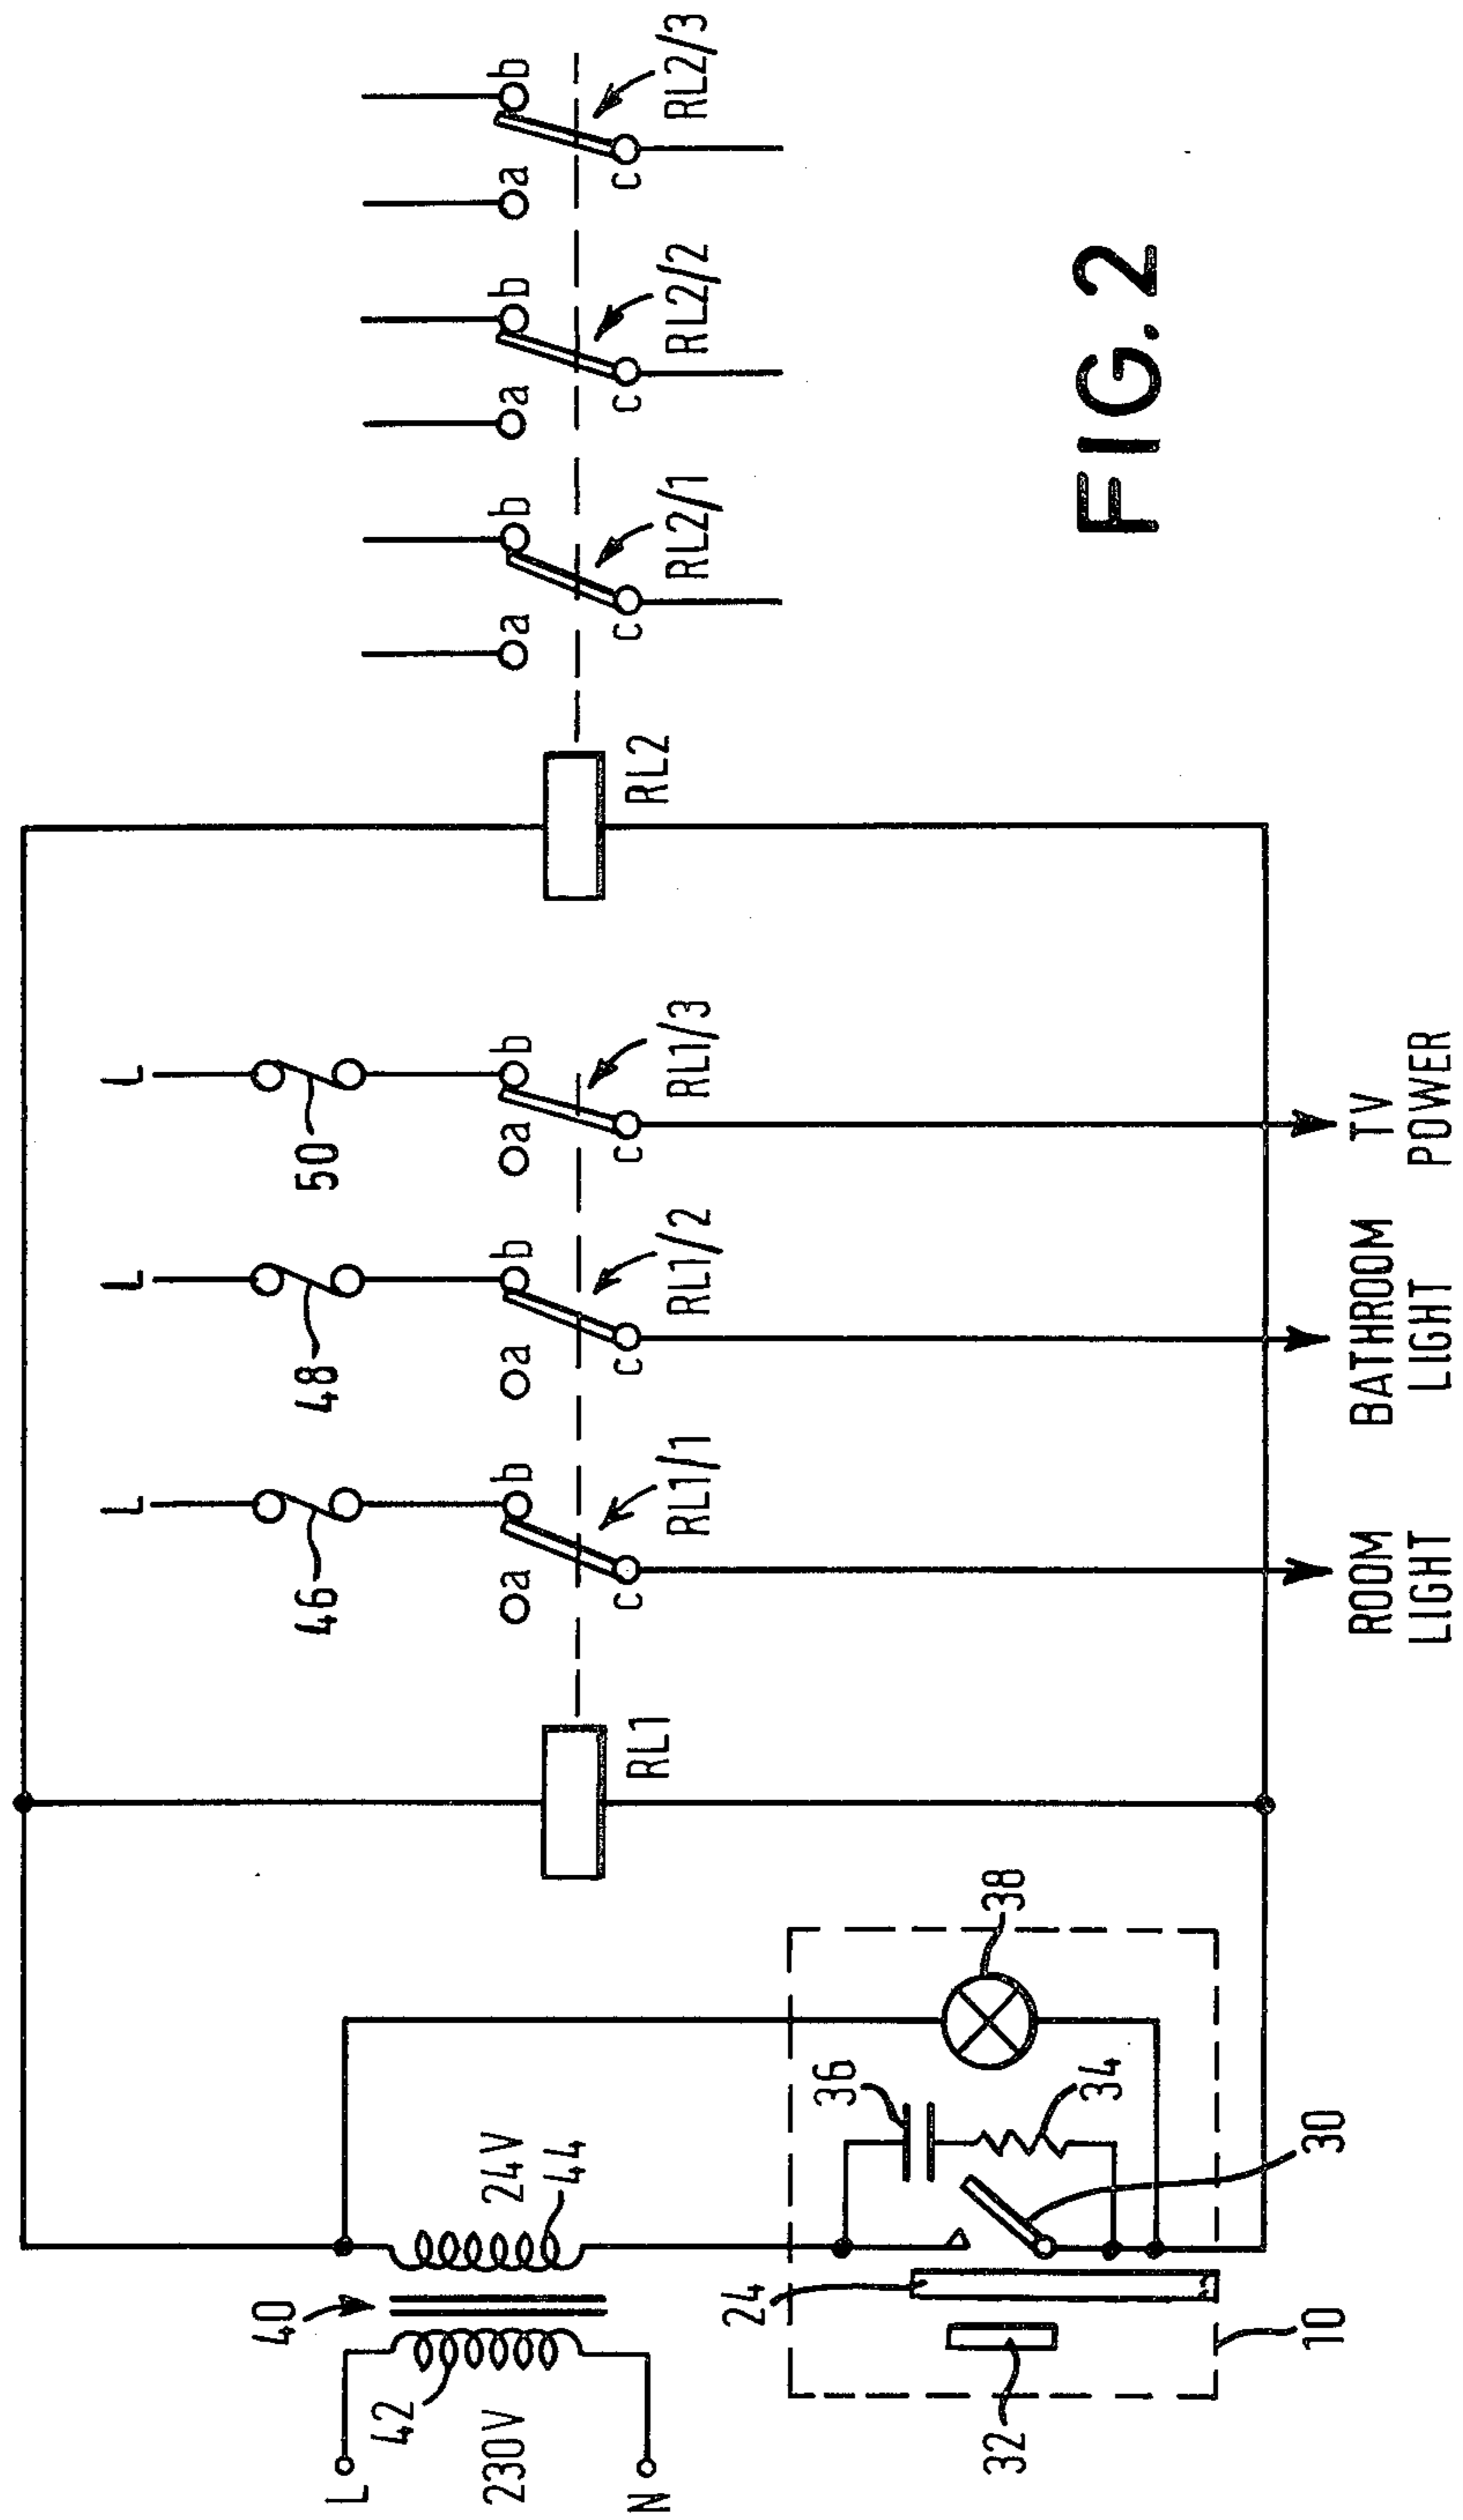 L
42
230V
N
40
24V
44
24
32
10
36
34
38
30
RL1
L
46
a
b
c
RL1/1
L
48
a
b
c
RL1/2
L
50
a
b
c
RL1/3
ROOM
LIGHT
BATHROOM
LIGHT
TV
POWER
RL2
a
b
c
RL2/1
a
b
c
RL2/2
a
b
c
RL2/3
FIG. 2